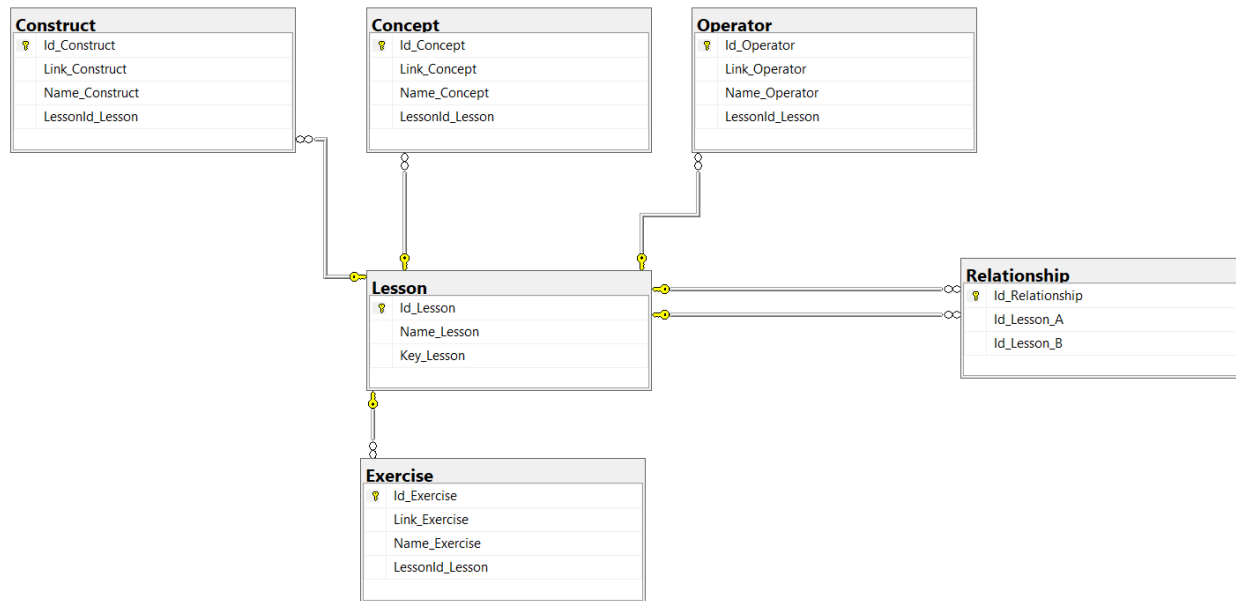 Construct
Id_Construct
Link_Construct
Name_Construct
LessonId_Lesson
Concept
Id_Concept
Link_Concept
Name_Concept
LessonId_Lesson
Operator
Id_Operator
Link_Operator
Name_Operator
LessonId_Lesson
Lesson
Id_Lesson
Name_Lesson
Key_Lesson
Relationship
Id_Relationship
Id_Lesson_A
Id_Lesson_B
Exercise
Id_Exercise
Link_Exercise
Name_Exercise
LessonId_Lesson